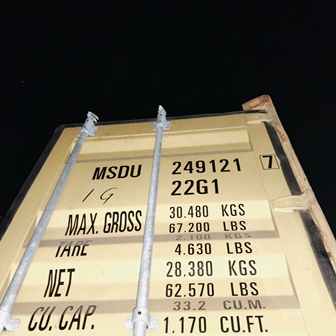 MSDU 249121 7
1G 22G1
MAX. GROSS 30.480 KGS
67.200 LBS
TARE 2.100 KGS
4.630 LBS
NET 28.380 KGS
62,570 LBS
CU. CAP. 33.2 CU.M.
1,170 CU.FT.